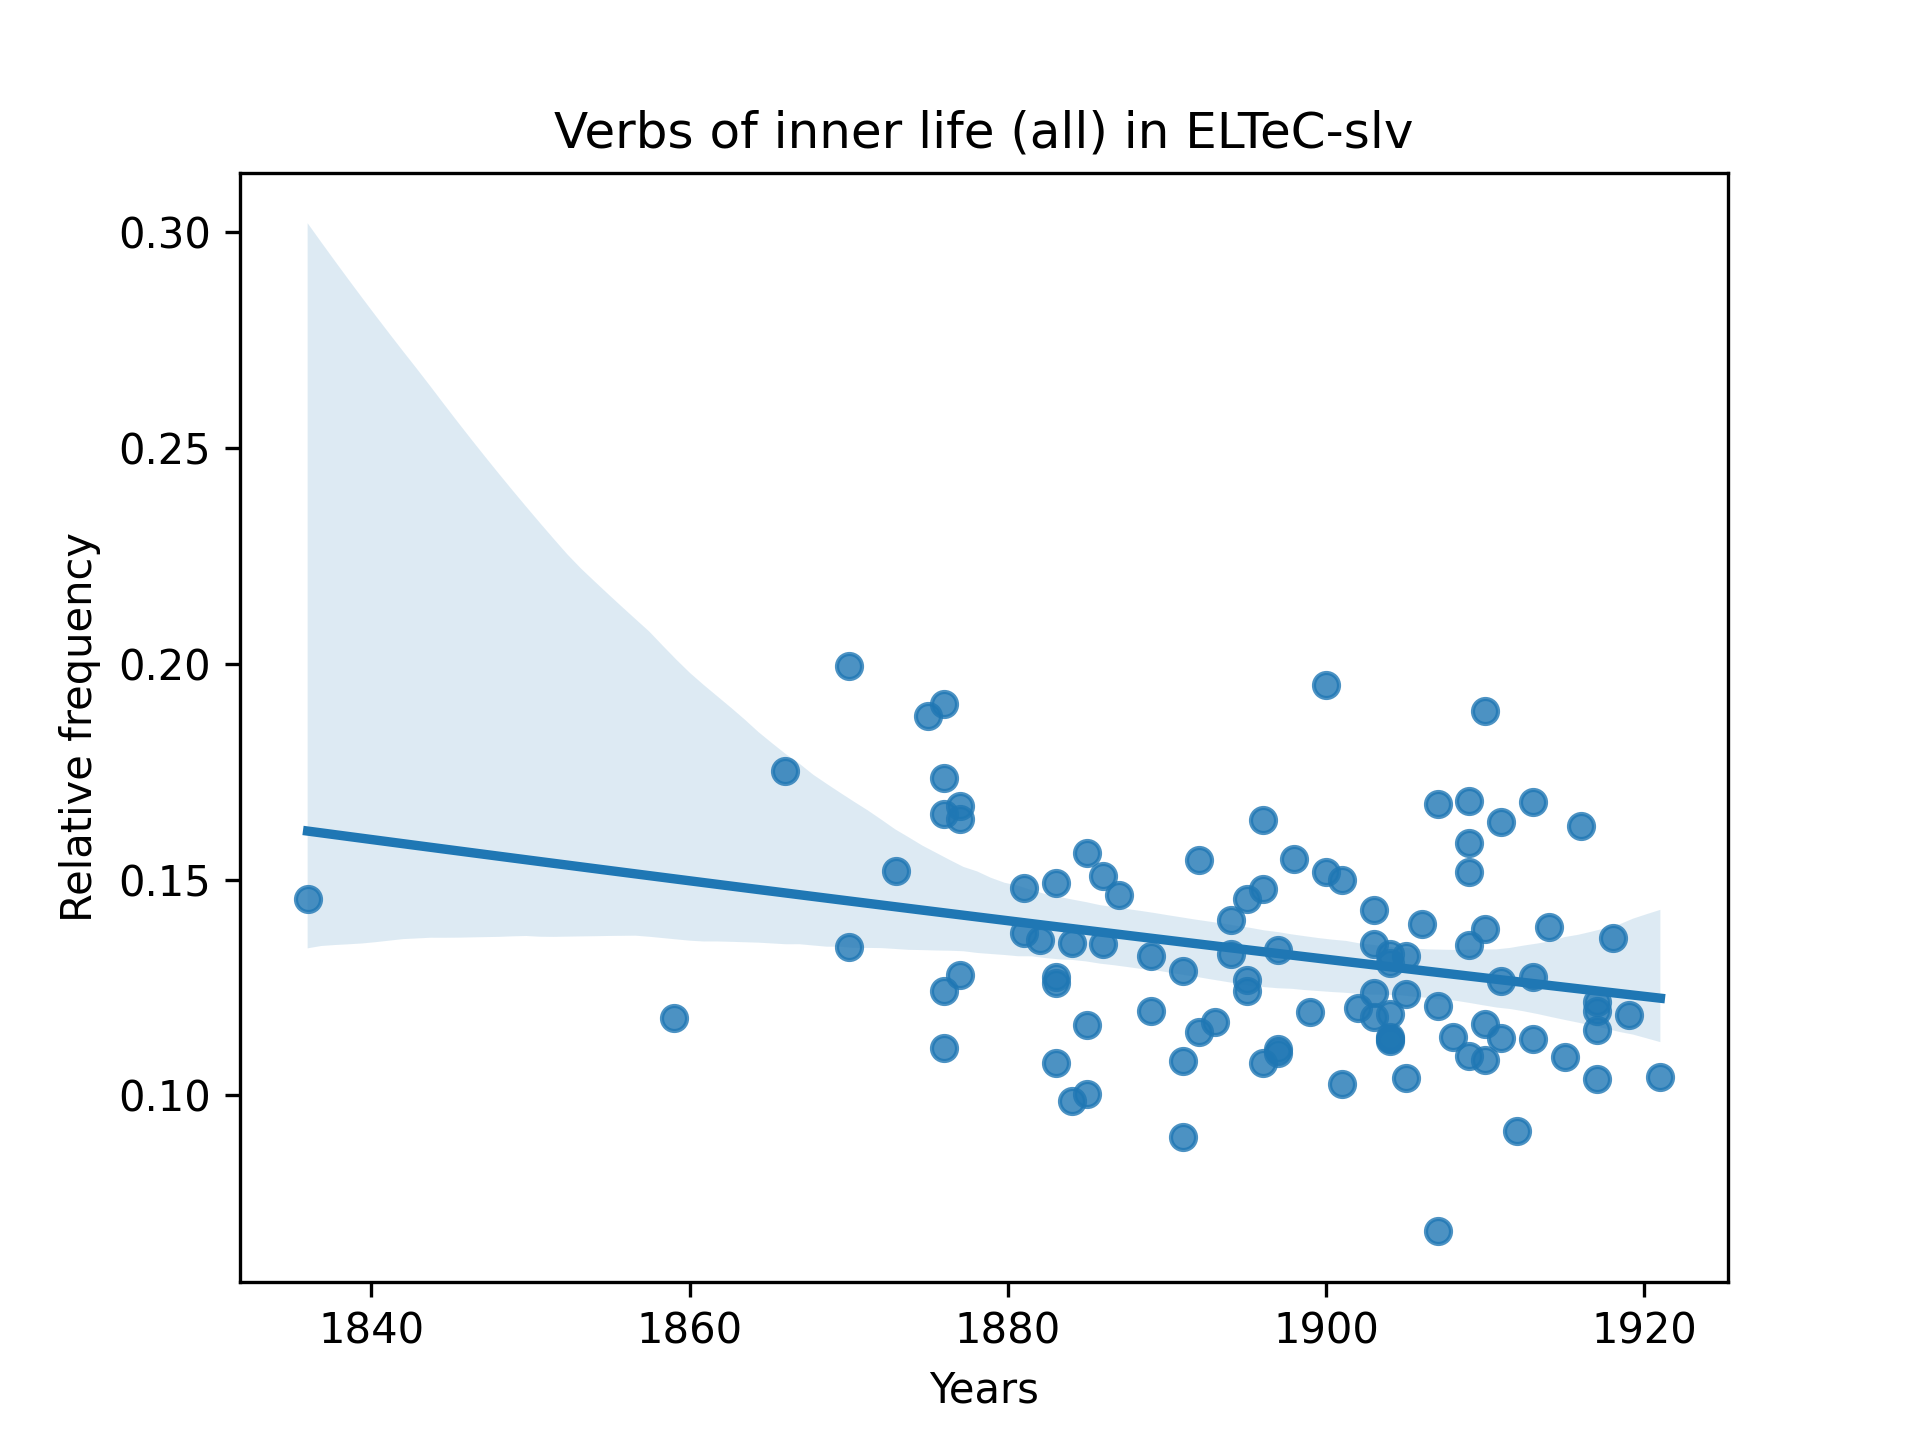 Verbs of inner life (all) in ELTeC-slv
Relative frequency
0.30
0.25
0.20
0.15
0.10
1840 1860 1880 1900 1920
Years